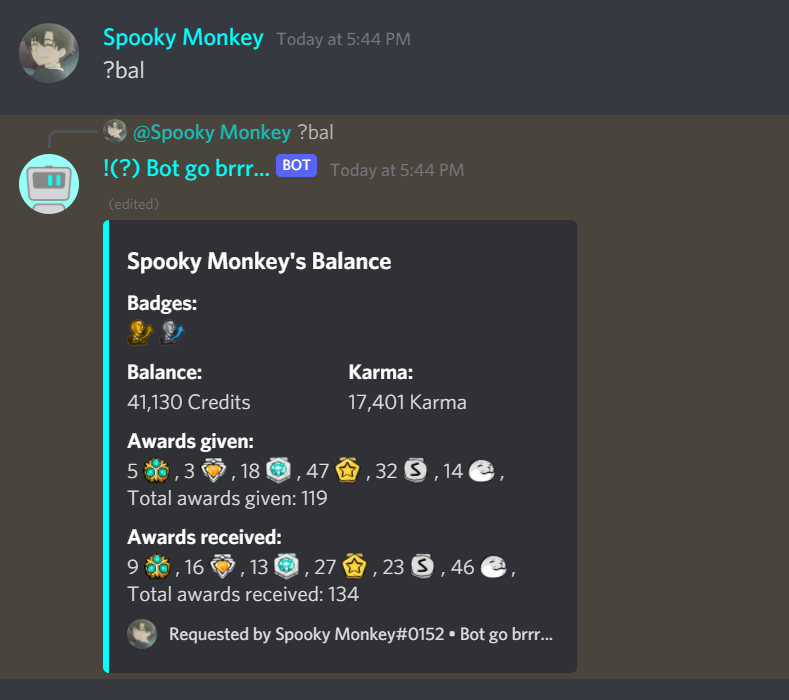 Spooky Monkey Today at 5:44 PM
?bal
@Spooky Monkey ?bal
!(?) Bot go brrr... BOT Today at 5:44 PM
(edited)
Spooky Monkey's Balance
Badges:
Balance: Karma:
41,130 Credits 17,401 Karma
Awards given:
5 , 3 , 18 , 47 , 32 S , 14 ,
Total awards given: 119
Awards received:
9 , 16 , 13 , 27 , 23 S , 46 ,
Total awards received: 134
Requested by Spooky Monkey#0152 • Bot go brrr...